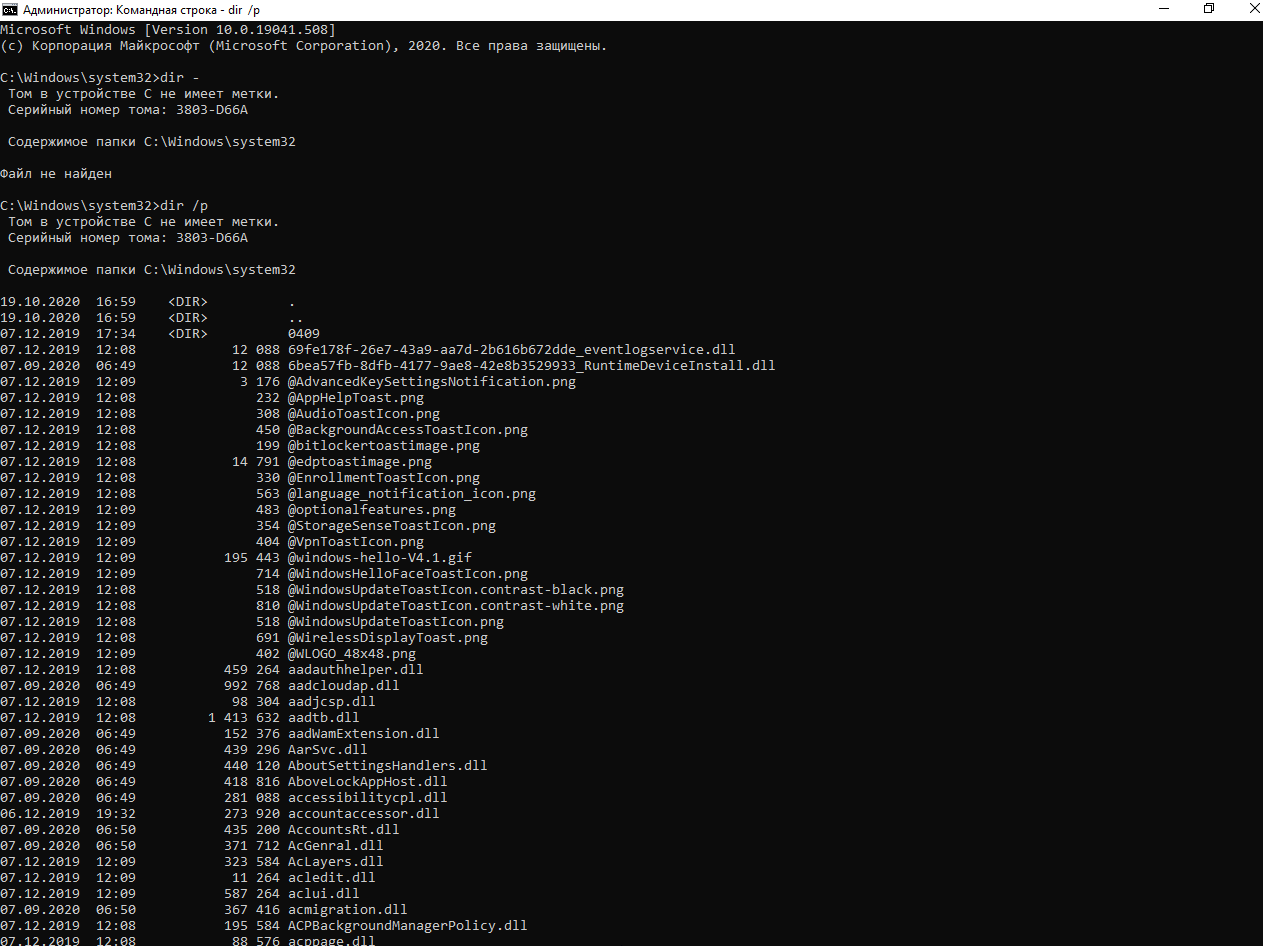 Администратор: Командная строка - dir /p
Microsoft Windows [Version 10.0.19041.508]
(c) Корпорация Майкрософт (Microsoft Corporation), 2020. Все права защищены.
C:\Windows\system32>dir -
Том в устройстве C не имеет метки.
Серийный номер тома: 3803-D66A
Содержимое папки C:\Windows\system32
Файл не найден
C:\Windows\system32>dir /p
Том в устройстве C не имеет метки.
Серийный номер тома: 3803-D66A
Содержимое папки C:\Windows\system32
19.10.2020  16:59    <DIR>          .
19.10.2020  16:59    <DIR>          ..
07.12.2019  17:34    <DIR>          0409
07.12.2019  12:08            12 088 69fe178f-26e7-43a9-aa7d-2b616b672dde_eventlogservice.dll
07.09.2020  06:49            12 088 6bea57fb-8dfb-4177-9ae8-42e8b3529933_RuntimeDeviceInstall.dll
07.12.2019  12:09             3 176 @AdvancedKeySettingsNotification.png
07.12.2019  12:08               232 @AppHelpToast.png
07.12.2019  12:08               308 @AudioToastIcon.png
07.12.2019  12:08               450 @BackgroundAccessToastIcon.png
07.12.2019  12:08               199 @bitlockertoastimage.png
07.12.2019  12:08            14 791 @edptoastimage.png
07.12.2019  12:08               330 @EnrollmentToastIcon.png
07.12.2019  12:08               563 @language_notification_icon.png
07.12.2019  12:09               483 @optionalfeatures.png
07.12.2019  12:09               354 @StorageSenseToastIcon.png
07.12.2019  12:09               404 @VpnToastIcon.png
07.12.2019  12:09           195 443 @windows-hello-V4.1.gif
07.12.2019  12:09               714 @WindowsHelloFaceToastIcon.png
07.12.2019  12:08               518 @WindowsUpdateToastIcon.contrast-black.png
07.12.2019  12:08               810 @WindowsUpdateToastIcon.contrast-white.png
07.12.2019  12:08               518 @WindowsUpdateToastIcon.png
07.12.2019  12:08               691 @WirelessDisplayToast.png
07.12.2019  12:09               402 @WLOGO_48x48.png
07.12.2019  12:08           459 264 aadauthhelper.dll
07.09.2020  06:49           992 768 aadcloudap.dll
07.12.2019  12:08            98 304 aadjcsp.dll
07.12.2019  12:08         1 413 632 aadtb.dll
07.09.2020  06:49           152 376 aadWamExtension.dll
07.09.2020  06:49           439 296 AarSvc.dll
07.09.2020  06:49           440 120 AboutSettingsHandlers.dll
07.09.2020  06:49           418 816 AboveLockAppHost.dll
07.09.2020  06:49           281 088 accessibilitycpl.dll
06.12.2019  19:32           273 920 accountaccessor.dll
07.09.2020  06:50           435 200 AccountsRt.dll
07.09.2020  06:50           371 712 AcGenral.dll
07.12.2019  12:09           323 584 AcLayers.dll
07.12.2019  12:09            11 264 acledit.dll
07.12.2019  12:09           587 264 aclui.dll
07.09.2020  06:50           367 416 acmigration.dll
07.12.2019  12:08           195 584 ACPBackgroundManagerPolicy.dll
07.12.2019  12:08            88 576 acppage.dll